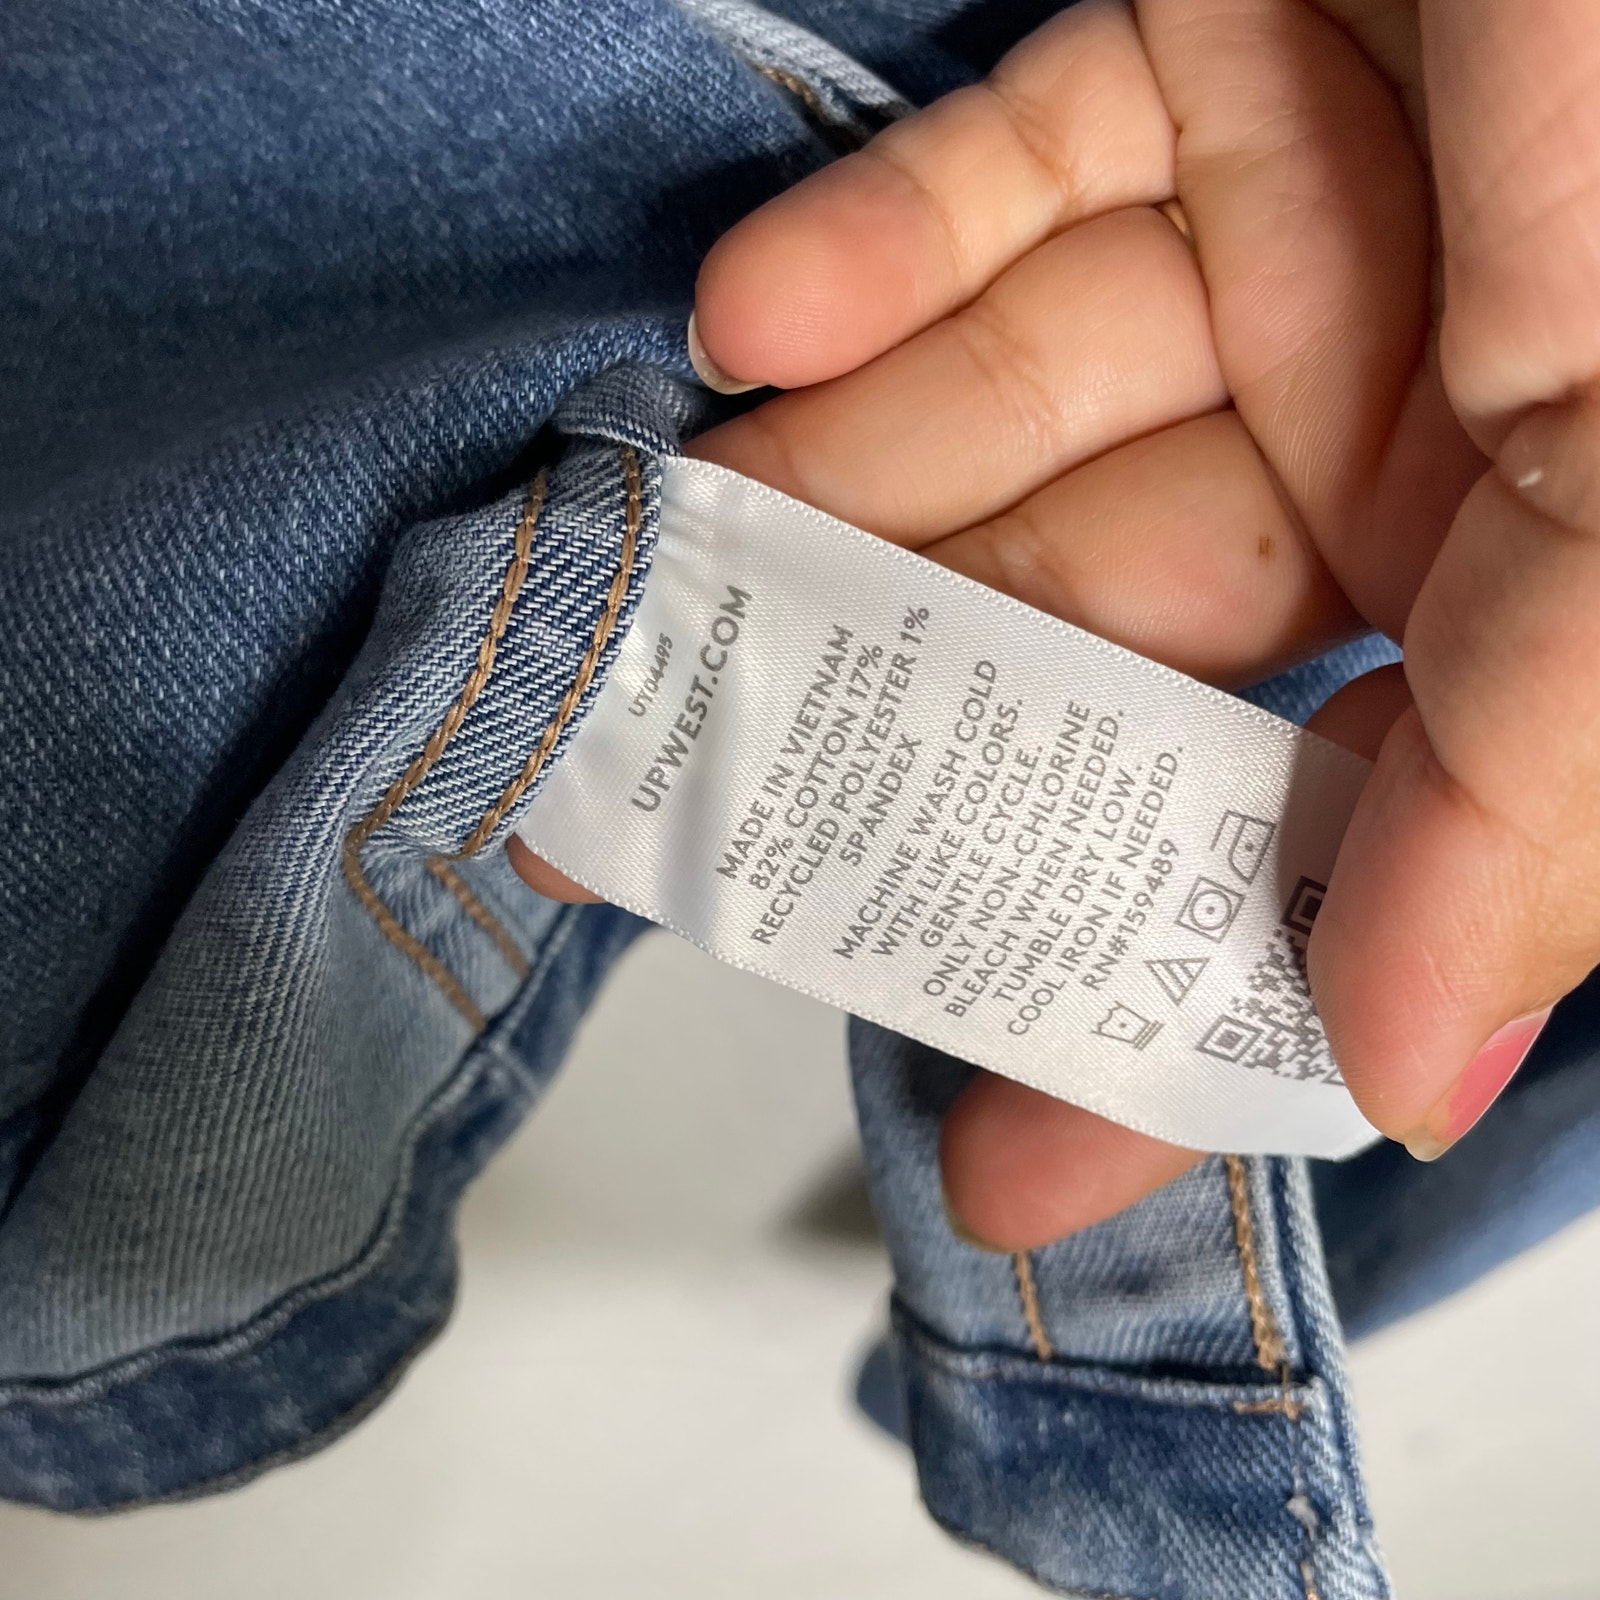 UT04495
UPWEST.COM
MADE IN VIETNAM
82% COTTON 17%
RECYCLED POLYESTER 1%
SPANDEX
MACHINE WASH COLD
WITH LIKE COLORS.
GENTLE CYCLE.
ONLY NON-CHLORINE
BLEACH WHEN NEEDED.
TUMBLE DRY LOW.
COOL IRON IF NEEDED.
RN#159489